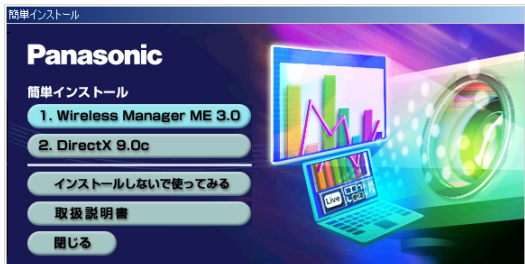 簡単インストール
Panasonic
簡単インストール
1. Wireless Manager ME 3.0
2. DirectX 9.0c
インストールしないで使ってみる
取扱説明書
閉じる
Live